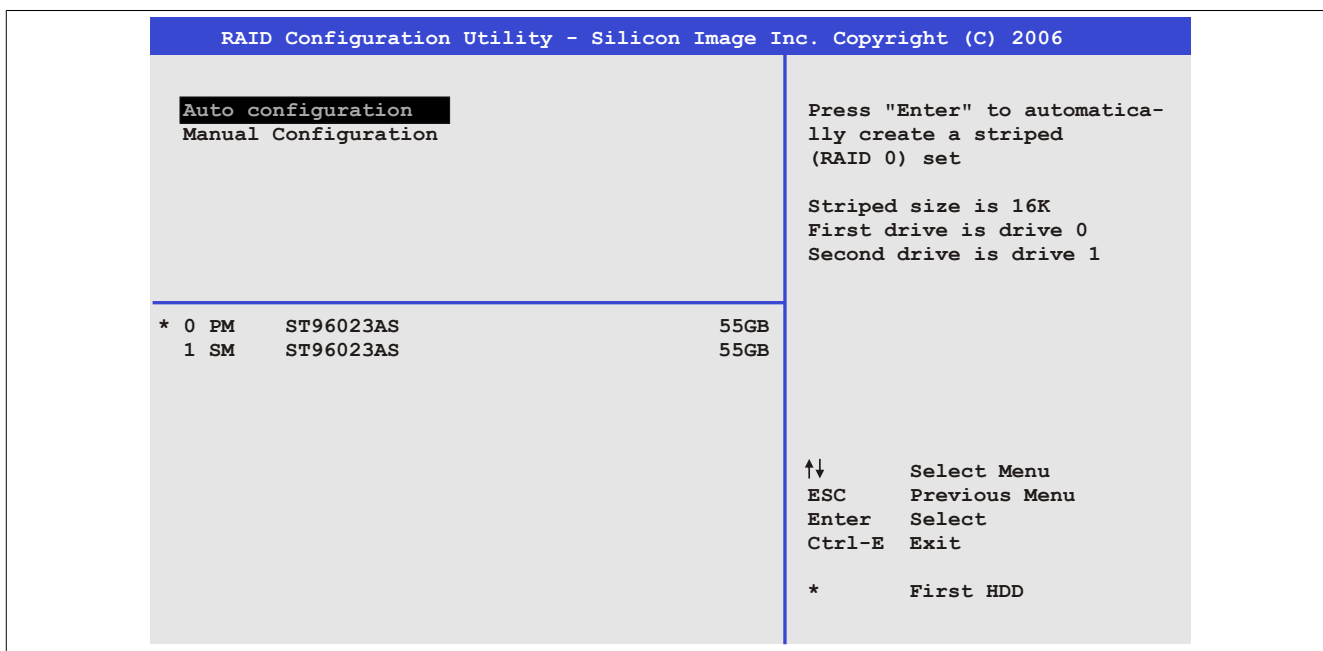 RAID Configuration Utility - Silicon Image Inc. Copyright (C) 2006
Auto configuration
Manual Configuration
Press "Enter" to automatica-
lly create a striped
(RAID 0) set
Striped size is 16K
First drive is drive 0
Second drive is drive 1
* 0 PM ST96023AS 55GB
1 SM ST96023AS 55GB
↑↓ Select Menu
ESC Previous Menu
Enter Select
Ctrl-E Exit
* First HDD